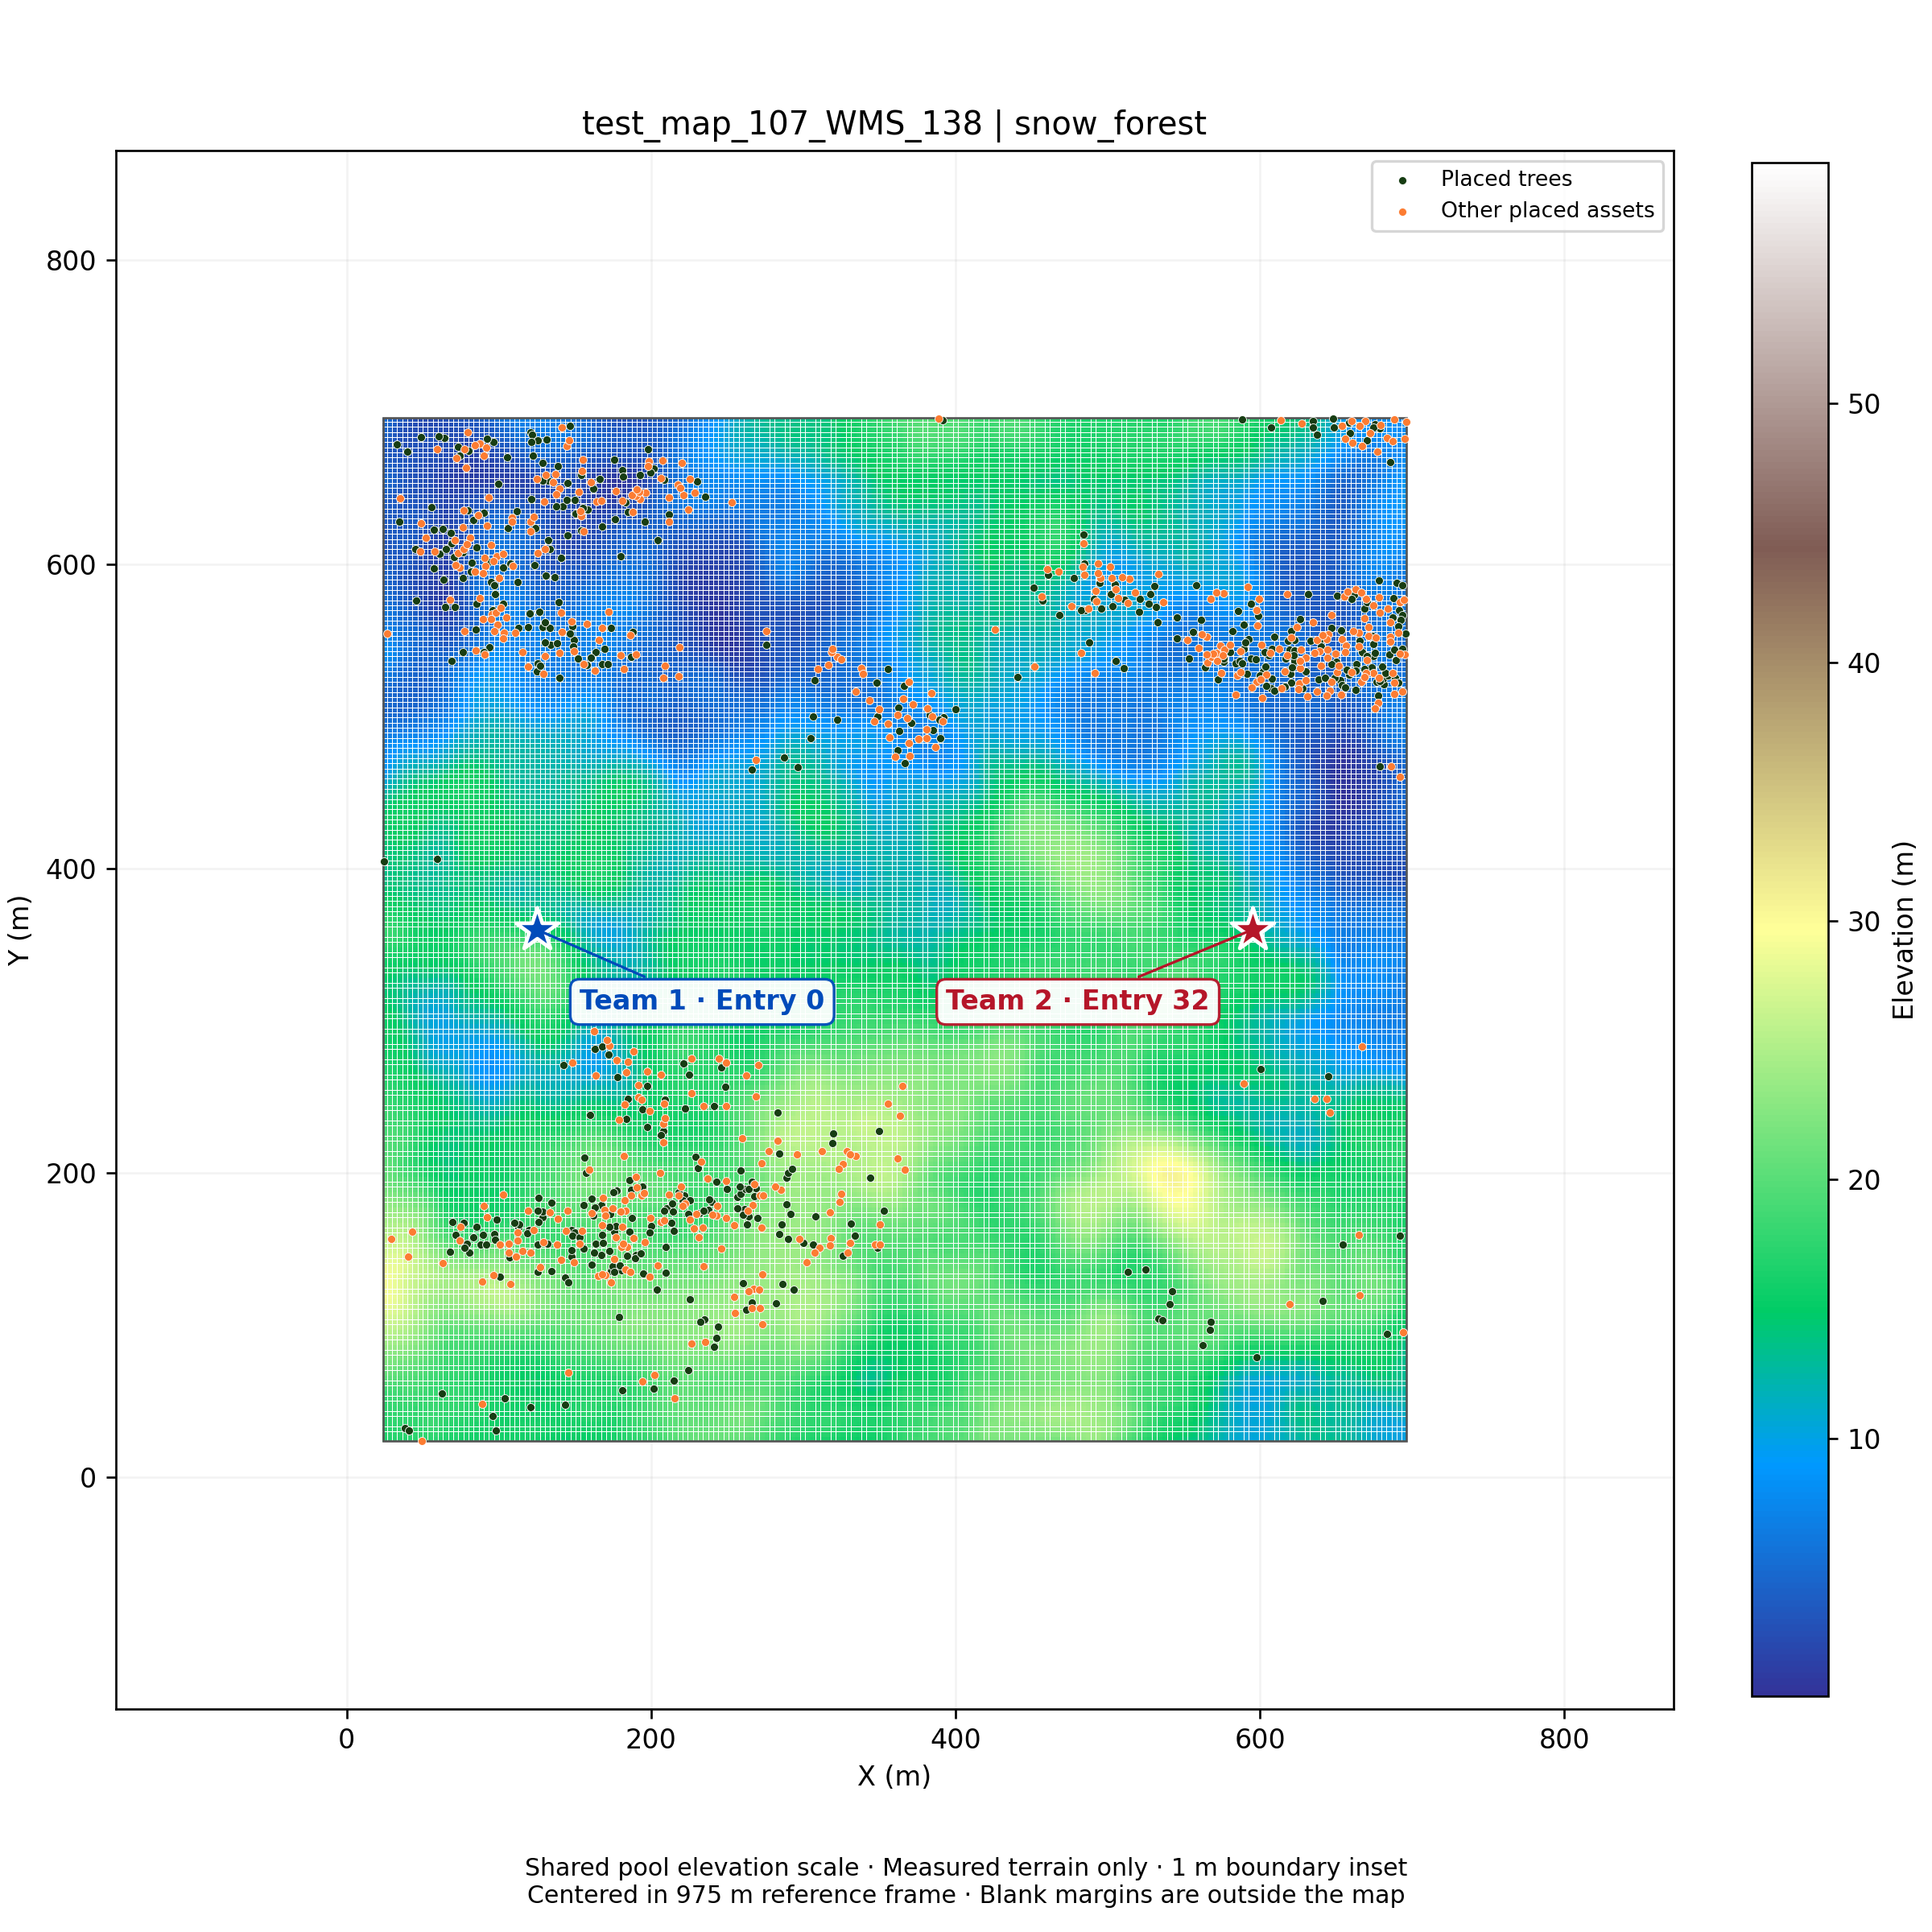 test_map_107_WMS_138 | snow_forest
Placed trees
Other placed assets
800
600
400
200
0
Y (m)
Team 1 · Entry 0
Team 2 · Entry 32
0
200
400
600
800
X (m)
50
40
30
20
10
Elevation (m)
Shared pool elevation scale · Measured terrain only · 1 m boundary inset
Centered in 975 m reference frame · Blank margins are outside the map